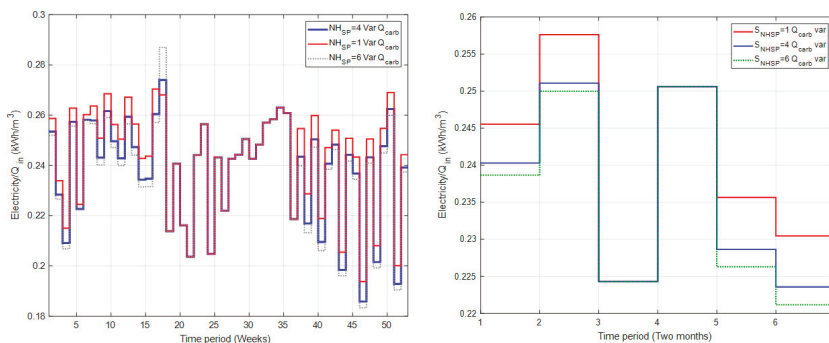 0.3
0.28
0.26
0.24
0.22
0.2
0.18
Electricity/Q_in (kWh/m^3)
5 10 15 20 25 30 35 40 45 50
Time period (Weeks)
NH_SP=4 Var Q_carb
NH_SP=1 Var Q_carb
NH_SP=6 Var Q_carb
0.26
0.255
0.25
0.245
0.24
0.235
0.23
0.225
0.22
Electricity/Q_in (kWh/m^3)
1 2 3 4 5 6
Time period (Two months)
S_NHSP=1 Q_carb var
S_NHSP=4 Q_carb var
S_NHSP=6 Q_carb var